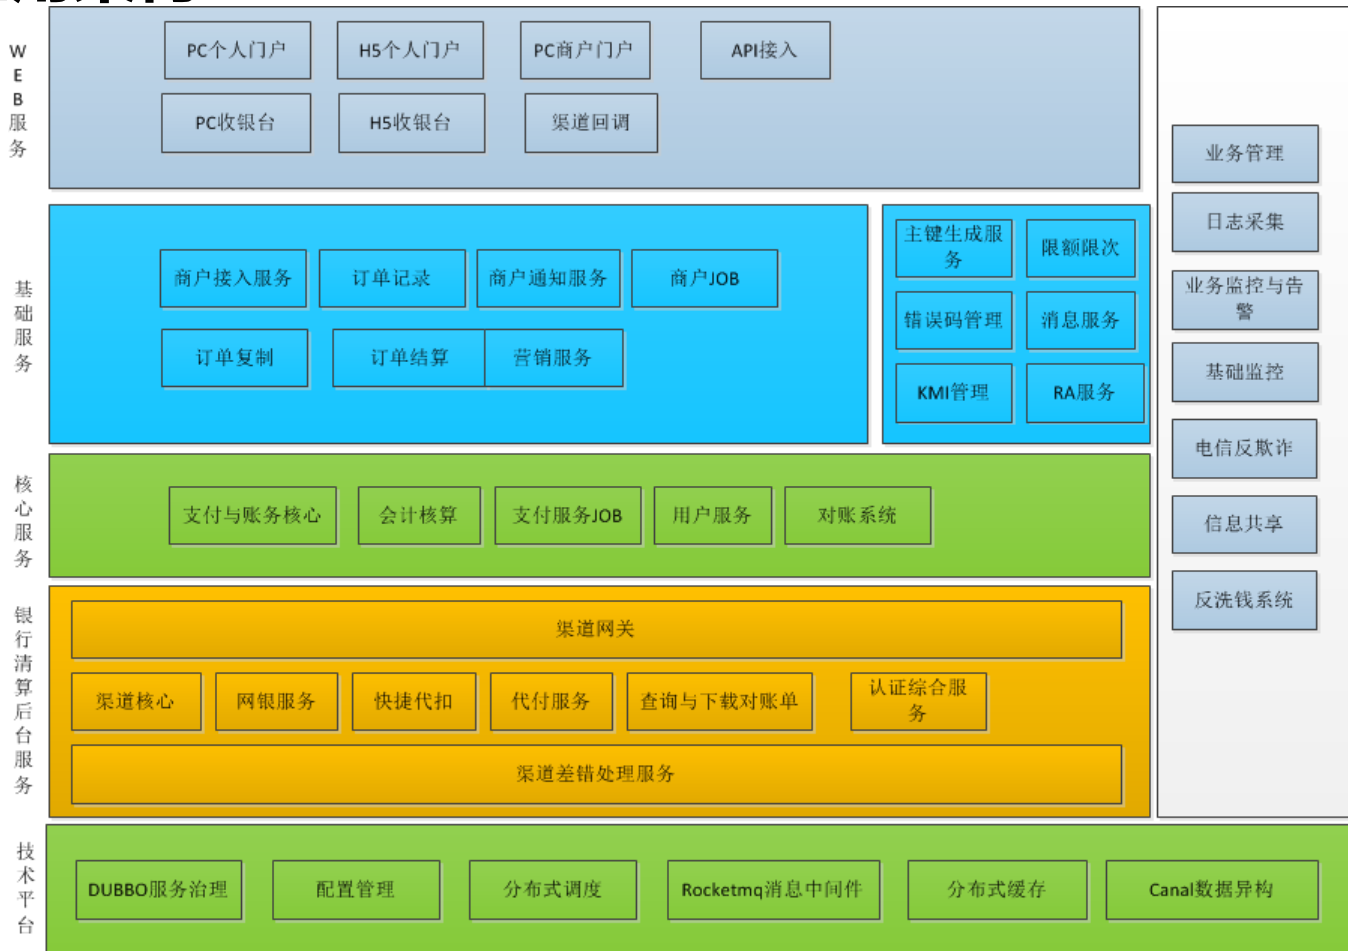 WEB服务
PC个人门户
H5个人门户
PC商户门户
API接入
PC收银台
H5收银台
渠道回调
基础服务
商户接入服务
订单记录
商户通知服务
商户JOB
订单复制
订单结算
营销服务
主键生成服
务
限额限次
错误码管理
消息服务
KMI管理
RA服务
核心服务
支付与账务核心
会计核算
支付服务JOB
用户服务
对账系统
银行清算后台服务
渠道网关
渠道核心
网银服务
快捷代扣
代付服务
查询与下载对账单
认证综合服
务
渠道差错处理服务
技术平台
DUBBO服务治理
配置管理
分布式调度
Rocketmq消息中间件
分布式缓存
Canal数据异构
业务管理
日志采集
业务监控与告
警
基础监控
电信反欺诈
信息共享
反洗钱系统